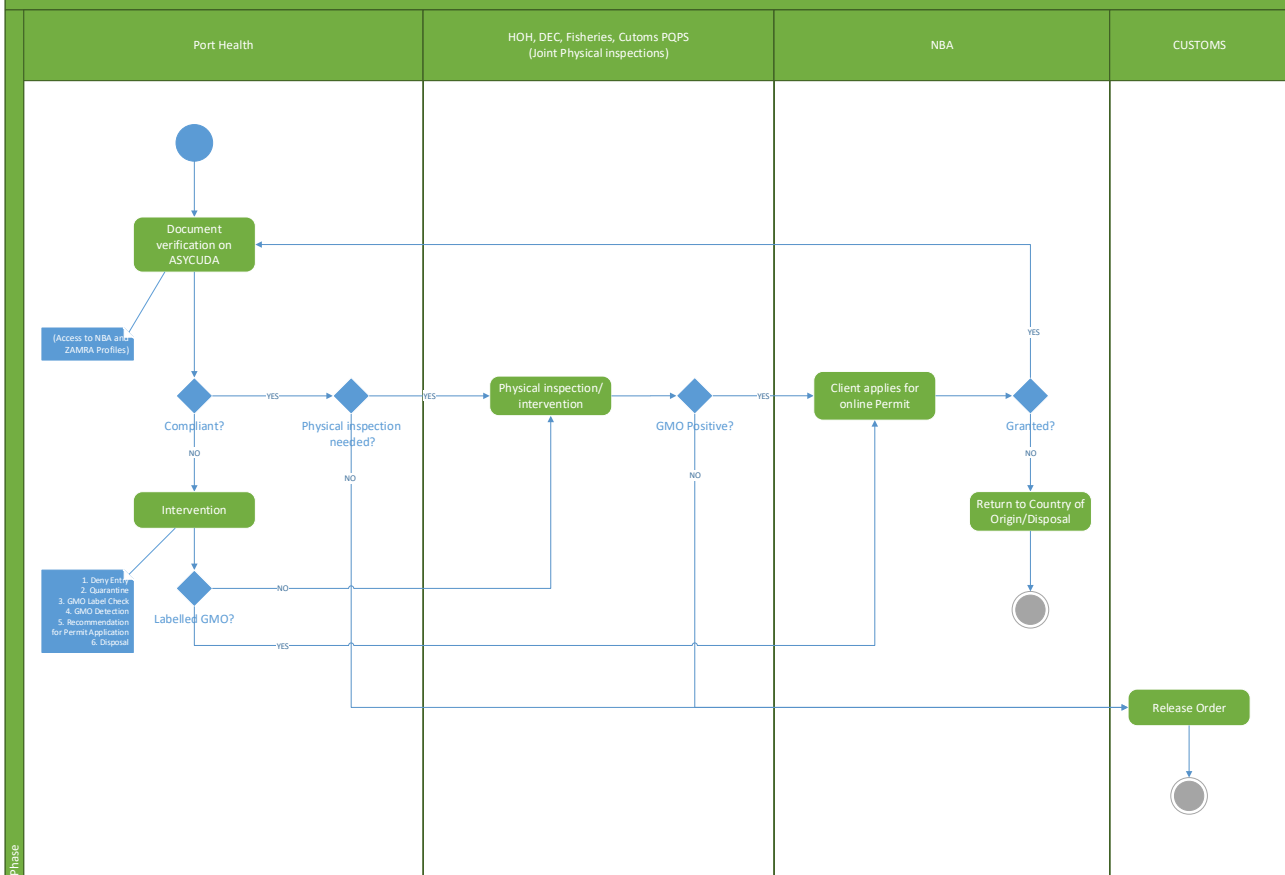 Port Health
HOH, DEC, Fisheries, Cutoms PQPS
(Joint Physical inspections)
NBA
CUSTOMS
Document
verification on
ASYCUDA
(Access to NBA and
ZAMRA Profiles)
YES
Compliant?
YES
Physical inspection
needed?
YES
Physical inspection/
intervention
GMO Positive?
YES
Client applies for
online Permit
Granted?
NO
NO
NO
NO
Intervention
Return to Country of
Origin/Disposal
1. Deny Entry
2. Quarantine
3. GMO Label Check
4. GMO Detection
5. Recommendation
for Permit Application
6. Disposal
NO
Labelled GMO?
YES
Release Order
Phase